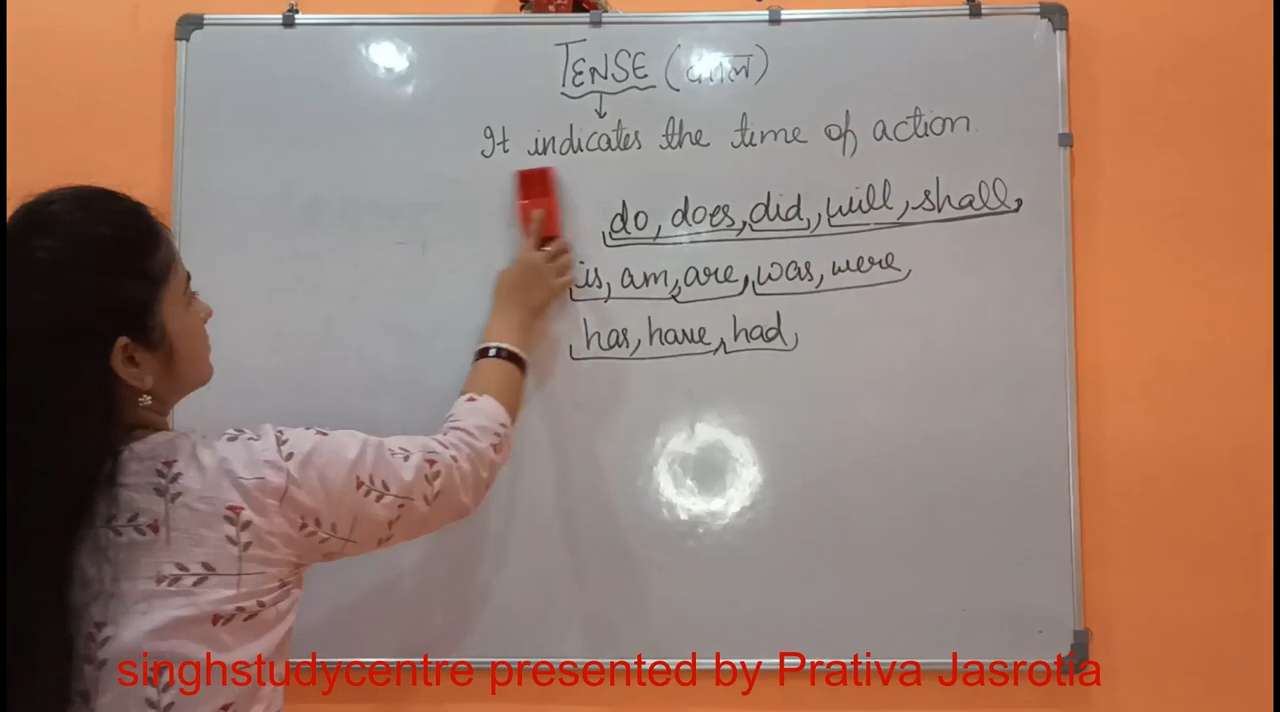 TENSE (काल)
It indicates the time of action.
do, does, did, will, shall,
is, am, are, was, were,
has, have, had,
singhstudycentre presented by Prativa Jasrotia